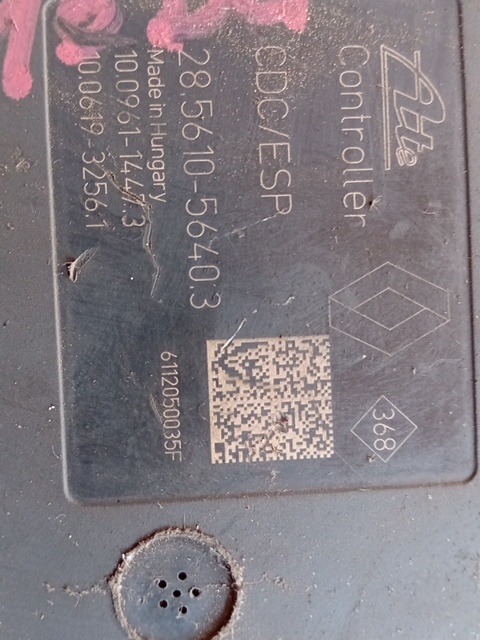 Ate
Controller
CDC/ESP
28.5610-5640.3
Made in Hungary
10.0961-1447.3
10.0619-3256.1
368
6112050035F